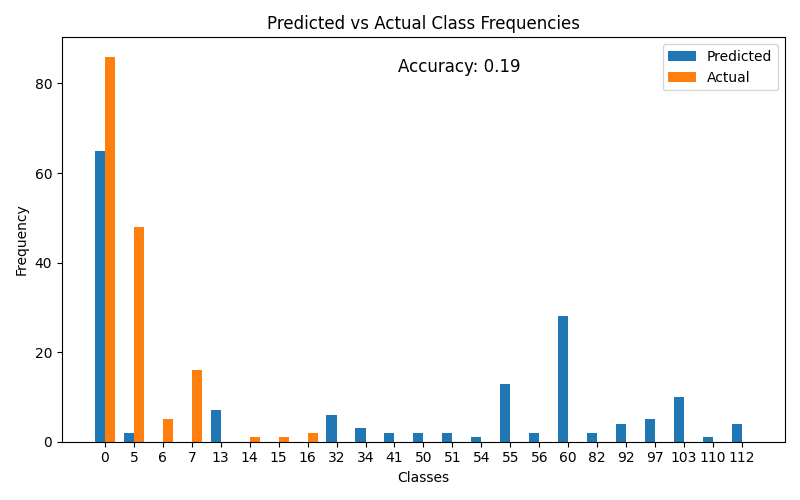 Predicted vs Actual Class Frequencies
Accuracy: 0.19
Predicted
Actual
Frequency
80
60
40
20
0
0 5 6 7 13 14 15 16 32 34 41 50 51 54 55 56 60 82 92 97 103 110 112
Classes